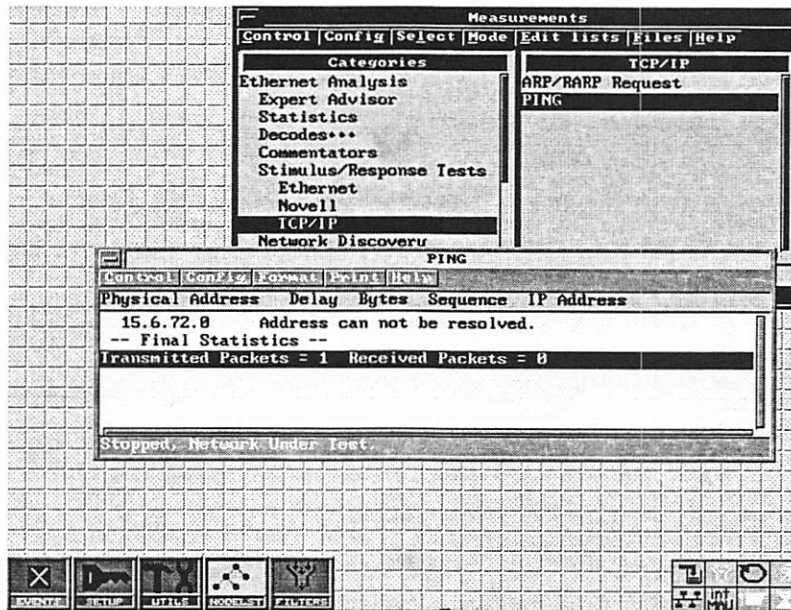 Measurements
Control Config Select Mode Edit lists Files Help
Categories
TCP/IP
Ethernet Analysis
Expert Advisor
Statistics
Decodes•••
Commentators
Stimulus/Response Tests
Ethernet
Novell
TCP/IP
Network Discovery
ARP/RARP Request
PING
PING
Control Config Format Print Help
Physical Address Delay Bytes Sequence IP Address
15.6.72.0 Address can not be resolved.
-- Final Statistics --
Transmitted Packets = 1 Received Packets = 0
Stopped, Network Under Test.
EVENTS SETUP UTILS NODELST FILTERS